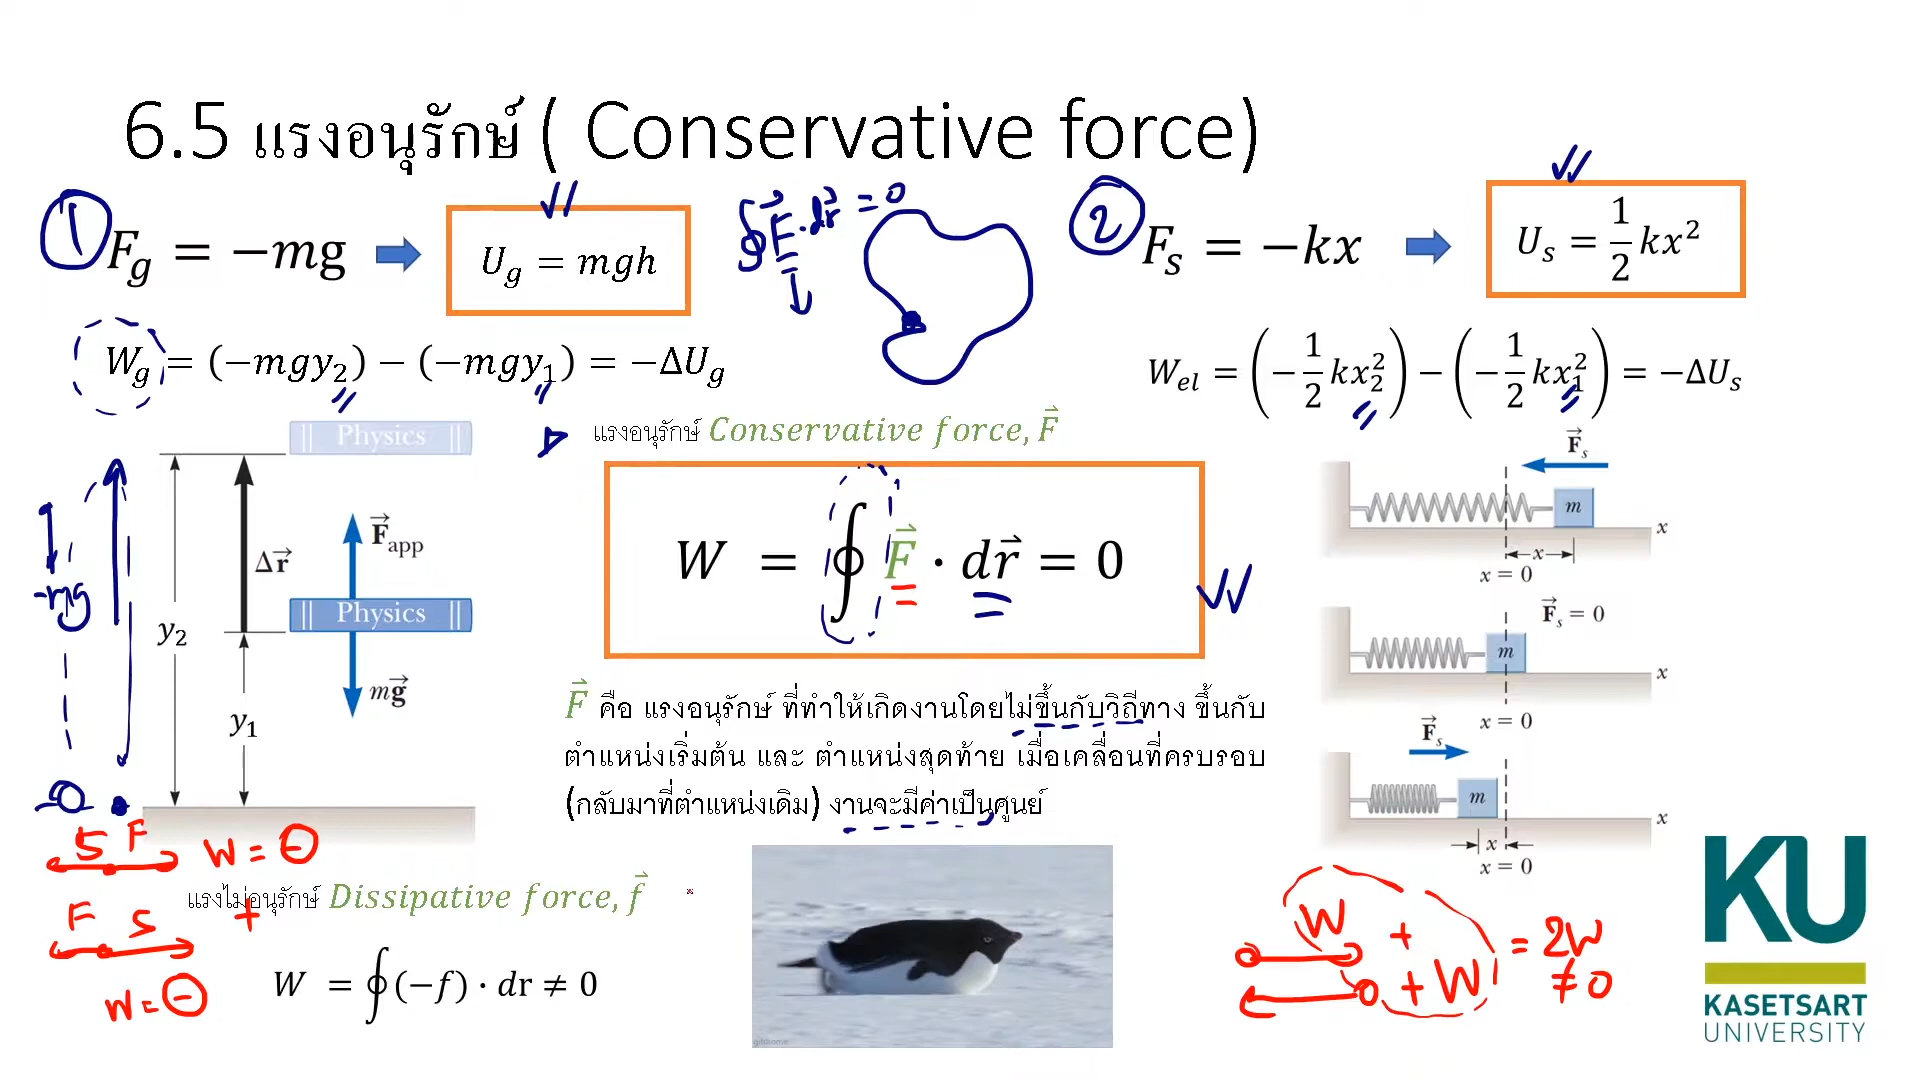 6.5 แรงอนุรักษ์ ( Conservative force)
1
F_g = −mg
U_g = mgh
∮F⃗·dr⃗ = 0
2
F_s = −kx
U_s = 1/2 kx²
W_g = (−mgy₂) − (−mgy₁) = −ΔU_g
W_el = (−1/2 kx₂²) − (−1/2 kx₁²) = −ΔU_s
แรงอนุรักษ์ Conservative force, F⃗
W = ∮ F⃗ · dr⃗ = 0
F⃗ คือ แรงอนุรักษ์ ที่ทำให้เกิดงานโดยไม่ขึ้นกับวิถีทาง ขึ้นกับ
ตำแหน่งเริ่มต้น และ ตำแหน่งสุดท้าย เมื่อเคลื่อนที่ครบรอบ
(กลับมาที่ตำแหน่งเดิม) งานจะมีค่าเป็นศูนย์
Physics
F⃗app
Δr⃗
Physics
mg⃗
y₂
y₁
-mg
F⃗s
m
x
x
x = 0
F⃗s = 0
m
x
x = 0
F⃗s
m
x
x
x = 0
S F W = −
แรงไม่อนุรักษ์ Dissipative force, f⃗
F S +
W = −
W = ∮(−f) · dr ≠ 0
W +
+ W = 2W
≠ 0
KU
KASETSART
UNIVERSITY